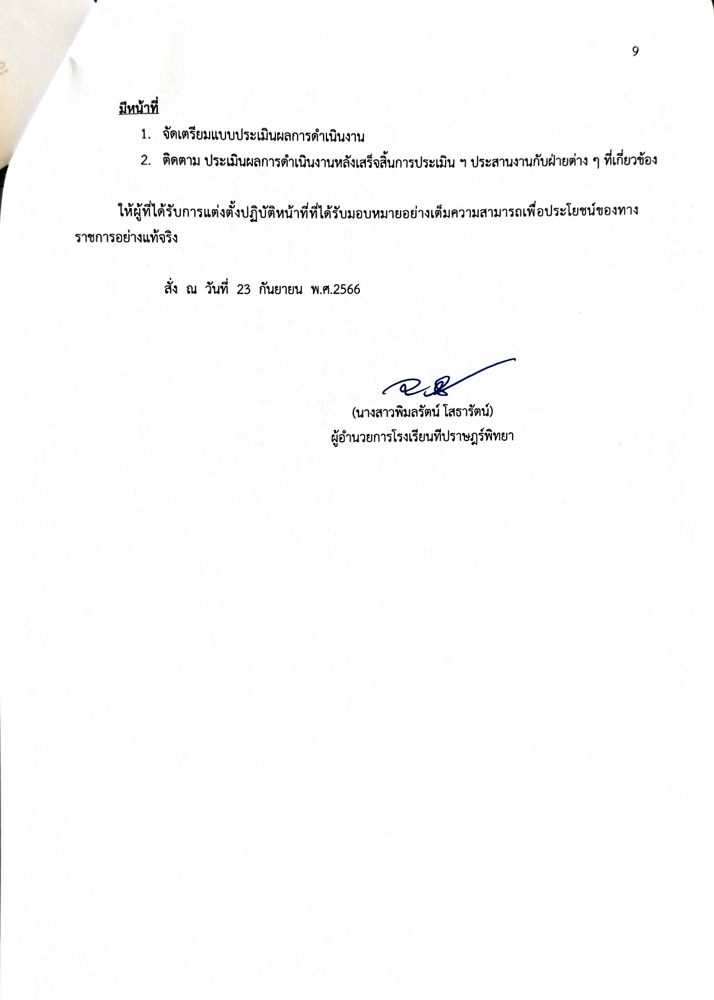 9
มีหน้าที่
1. จัดเตรียมแบบประเมินผลการดำเนินงาน
2. ติดตาม ประเมินผลการดำเนินงานหลังเสร็จสิ้นการประเมิน ฯ ประสานงานกับฝ่ายต่าง ๆ ที่เกี่ยวข้อง
ให้ผู้ที่ได้รับการแต่งตั้งปฏิบัติหน้าที่ที่ได้รับมอบหมายอย่างเต็มความสามารถเพื่อประโยชน์ของทาง
ราชการอย่างแท้จริง
สั่ง ณ วันที่ 23 กันยายน พ.ศ.2566
(นางสาวพิมลรัตน์ โสธารัตน์)
ผู้อำนวยการโรงเรียนทีปราษฎร์พิทยา